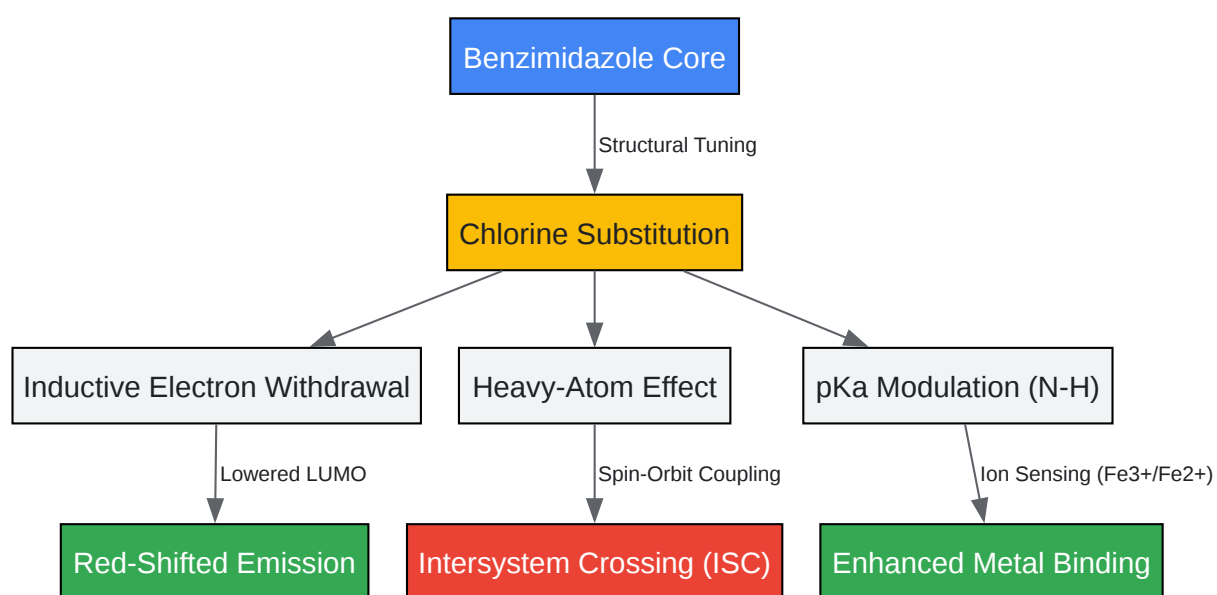 Benzimidazole Core
Structural Tuning
Chlorine Substitution
Inductive Electron Withdrawal
Heavy-Atom Effect
pKa Modulation (N-H)
Lowered LUMO
Spin-Orbit Coupling
Ion Sensing (Fe3+/Fe2+)
Red-Shifted Emission
Intersystem Crossing (ISC)
Enhanced Metal Binding